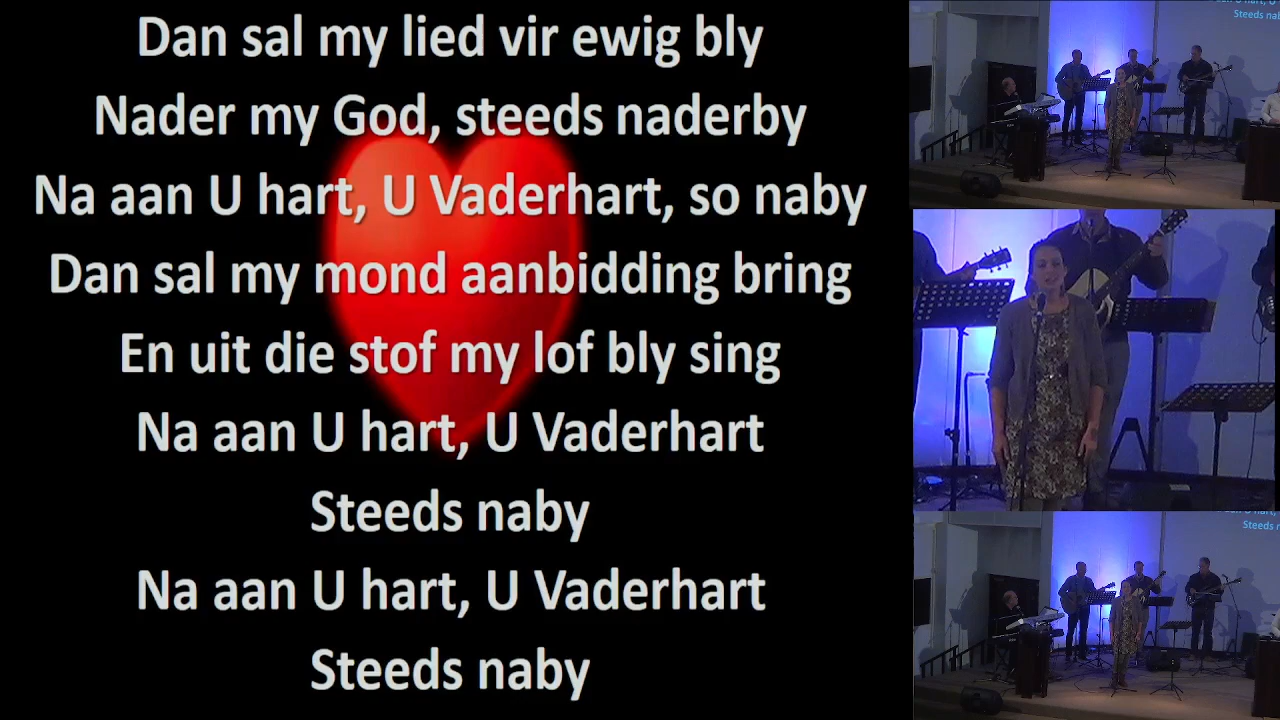 Dan sal my lied vir ewig bly
Nader my God, steeds naderby
Na aan U hart, U Vaderhart, so naby
Dan sal my mond aanbidding bring
En uit die stof my lof bly sing
Na aan U hart, U Vaderhart
Steeds naby
Na aan U hart, U Vaderhart
Steeds naby